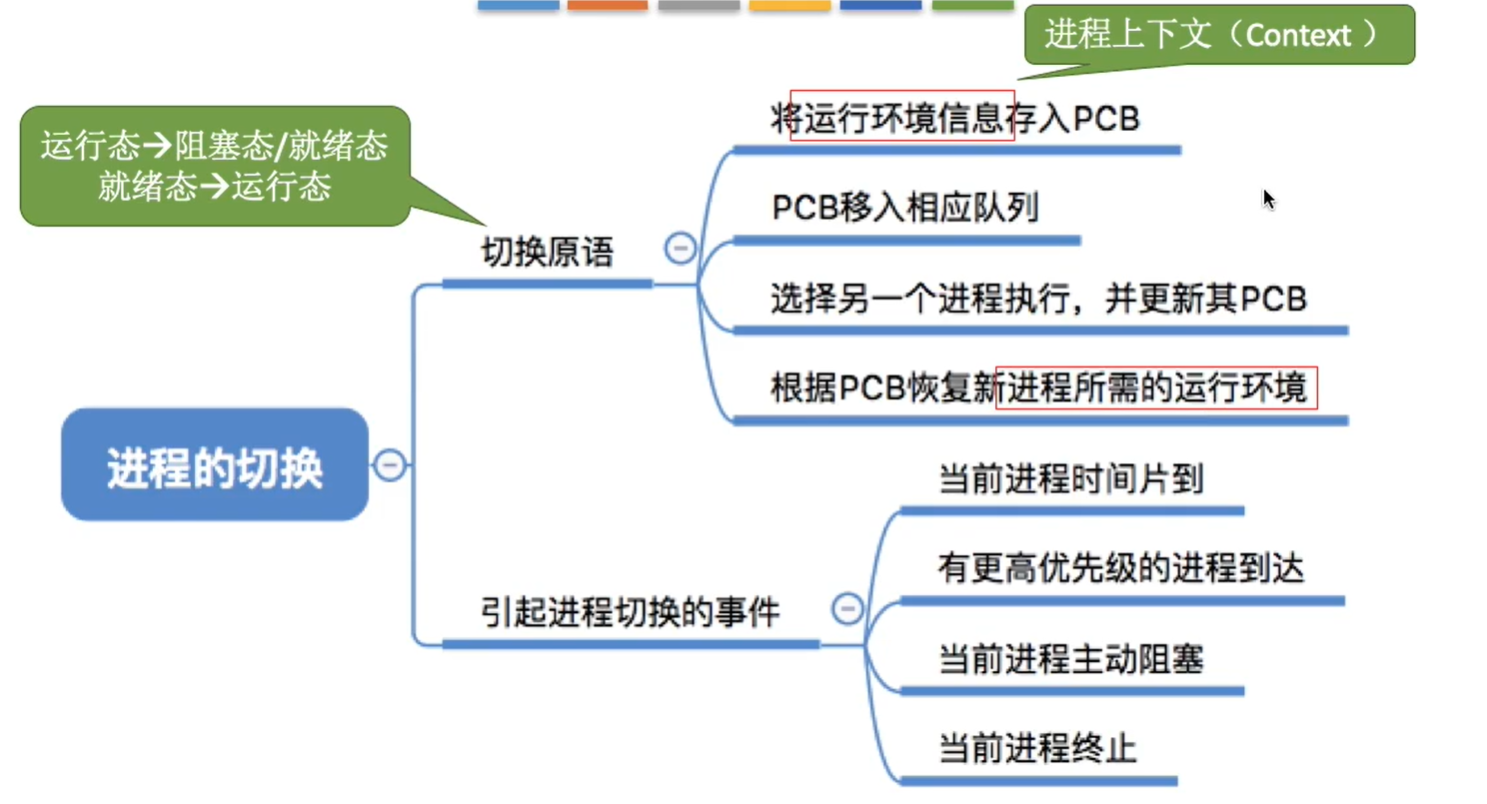 进程上下文（Context ）
将运行环境信息存入PCB
运行态→阻塞态/就绪态
就绪态→运行态
PCB移入相应队列
切换原语
选择另一个进程执行，并更新其PCB
根据PCB恢复新进程所需的运行环境
进程的切换
当前进程时间片到
有更高优先级的进程到达
引起进程切换的事件
当前进程主动阻塞
当前进程终止